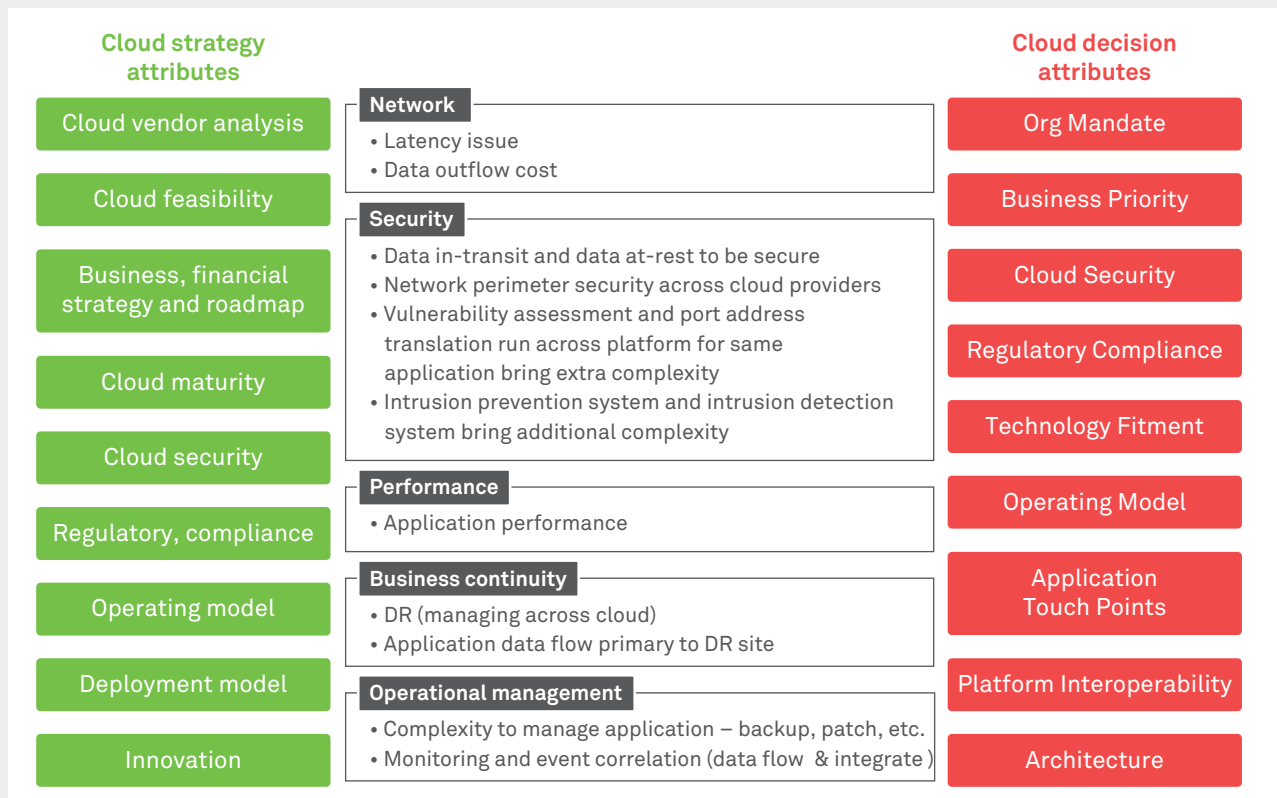 Cloud strategy
attributes
Cloud vendor analysis
Cloud feasibility
Business, financial
strategy and roadmap
Cloud maturity
Cloud security
Regulatory, compliance
Operating model
Deployment model
Innovation
Network
• Latency issue
• Data outflow cost
Security
• Data in-transit and data at-rest to be secure
• Network perimeter security across cloud providers
• Vulnerability assessment and port address
translation run across platform for same
application bring extra complexity
• Intrusion prevention system and intrusion detection
system bring additional complexity
Performance
• Application performance
Business continuity
• DR (managing across cloud)
• Application data flow primary to DR site
Operational management
• Complexity to manage application – backup, patch, etc.
• Monitoring and event correlation (data flow & integrate )
Cloud decision
attributes
Org Mandate
Business Priority
Cloud Security
Regulatory Compliance
Technology Fitment
Operating Model
Application
Touch Points
Platform Interoperability
Architecture